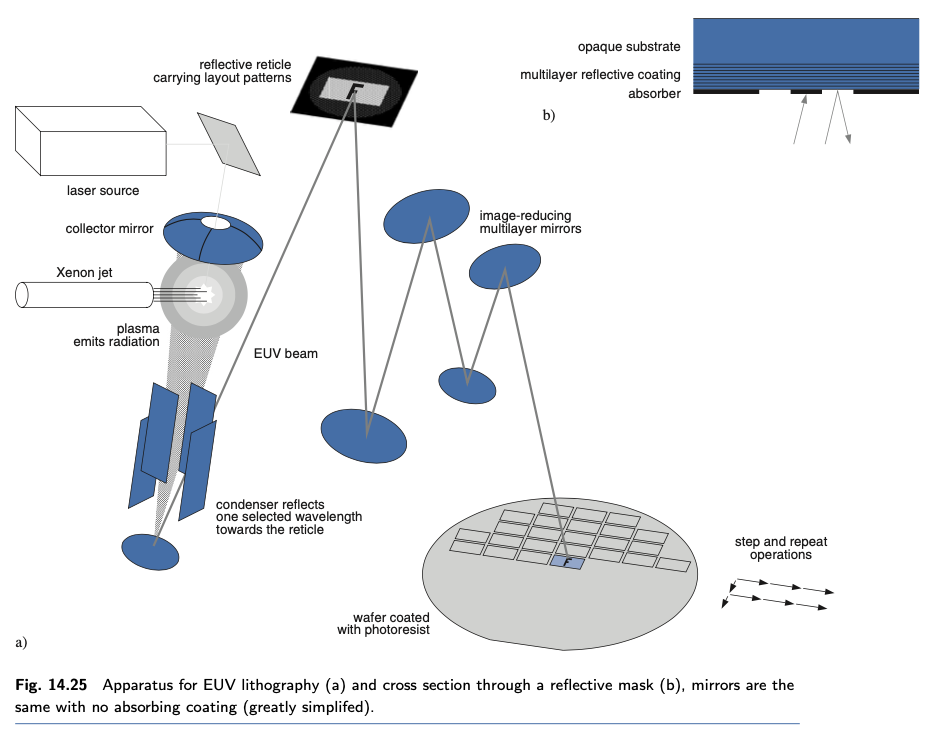 reflective reticle
carrying layout patterns
F
opaque substrate
multilayer reflective coating
absorber
b)
laser source
collector mirror
image-reducing
multilayer mirrors
Xenon jet
plasma
emits radiation
EUV beam
condenser reflects
one selected wavelength
towards the reticle
F
step and repeat
operations
wafer coated
with photoresist
a)
Fig. 14.25 Apparatus for EUV lithography (a) and cross section through a reflective mask (b), mirrors are the
same with no absorbing coating (greatly simplifed).